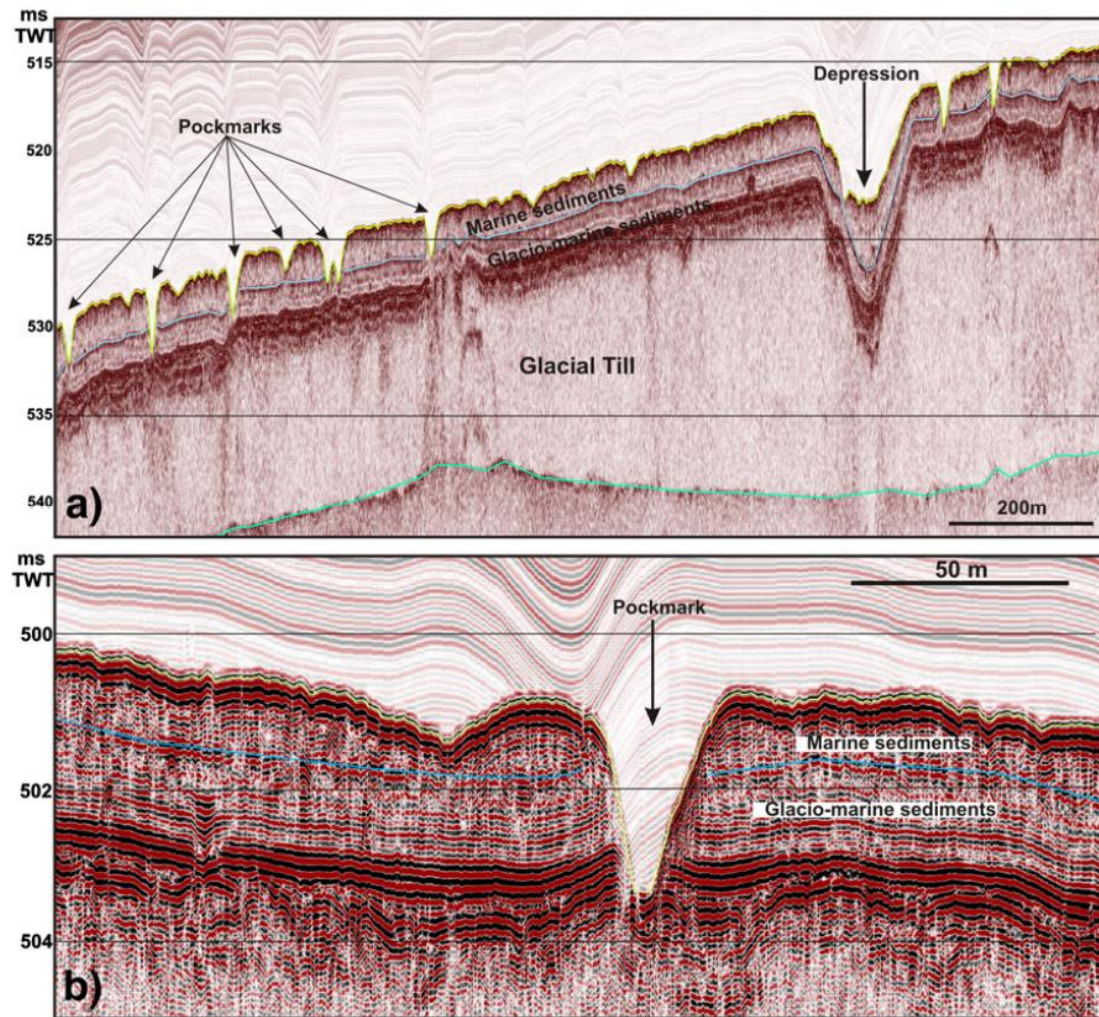 ms
TWT
515
520
525
530
535
540
Pockmarks
Depression
Marine sediments
Glacio-marine sediments
Glacial Till
a)
200m
ms
TWT
500
502
504
50 m
Pockmark
Marine sediments
Glacio-marine sediments
b)